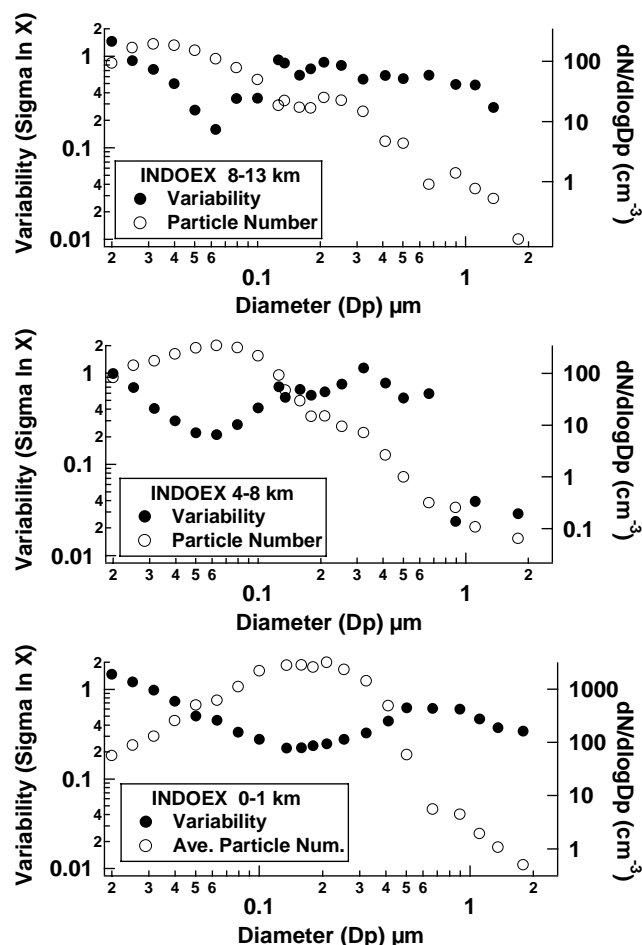 Variability (Sigma ln X)
2
1
4
2
0.1
4
2
0.01
100
10
1
dN/dlogDp (cm-3)
INDOEX 8-13 km
Variability
Particle Number
2 3 4 5 6 2 3 4 5 6 2
0.1 1
Diameter (Dp) µm
Variability (Sigma ln X)
2
1
4
2
0.1
4
2
0.01
100
10
1
0.1
dN/dlogDp (cm-3)
INDOEX 4-8 km
Variability
Particle Number
2 3 4 5 6 2 3 4 5 6 2
0.1 1
Diameter (Dp) µm
Variability (Sigma ln X)
2
1
4
2
0.1
4
2
0.01
1000
100
10
1
dN/dlogDp (cm-3)
INDOEX 0-1 km
Variability
Ave. Particle Num.
2 3 4 5 6 2 3 4 5 6 2
0.1 1
Diameter (Dp) µm